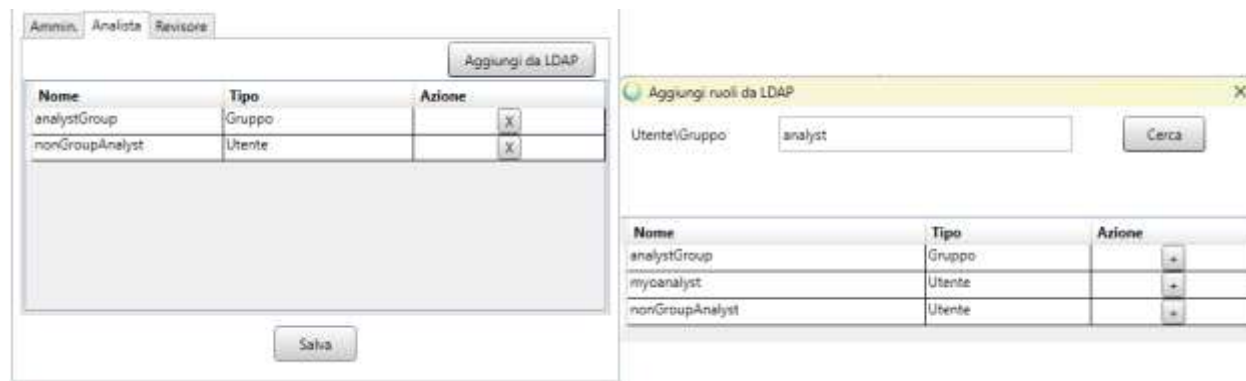 Ammin. Analista Revisore
Aggiungi da LDAP
Nome Tipo Azione
analystGroup Gruppo X
nonGroupAnalyst Utente X
Salva
Aggiungi ruoli da LDAP X
Utente\Gruppo analyst Cerca
Nome Tipo Azione
analystGroup Gruppo +
myoanalyst Utente +
nonGroupAnalyst Utente +